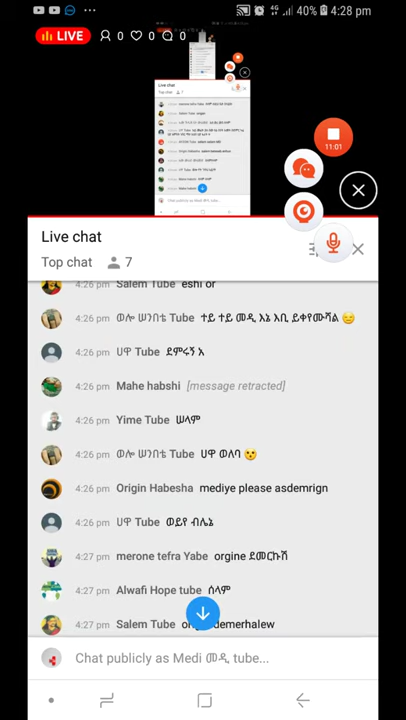 LIVE 0 0 0
40% 4:28 pm
11:01
Live chat
Top chat 7
4:26 pm Salem Tube eshi or
4:26 pm ወሎ ሠንበቴ Tube ተይ ተይ መዲ እኔ እቢ ይቀየሙሻል 😑
4:26 pm ሀዋ Tube ደምሩኝ እ
4:26 pm Mahe habshi [message retracted]
4:26 pm Yime Tube ሠላም
4:26 pm ወሎ ሠንበቴ Tube ሀዋ ወለባ 😯
4:26 pm Origin Habesha mediye please asdemrign
4:26 pm ሀዋ Tube ወይየ ብሌኔ
4:27 pm merone tefra Yabe orgine ደመርኩሽ
4:27 pm Alwafi Hope tube ሰላም
4:27 pm Salem Tube demerhalew
Chat publicly as Medi መዲ tube...